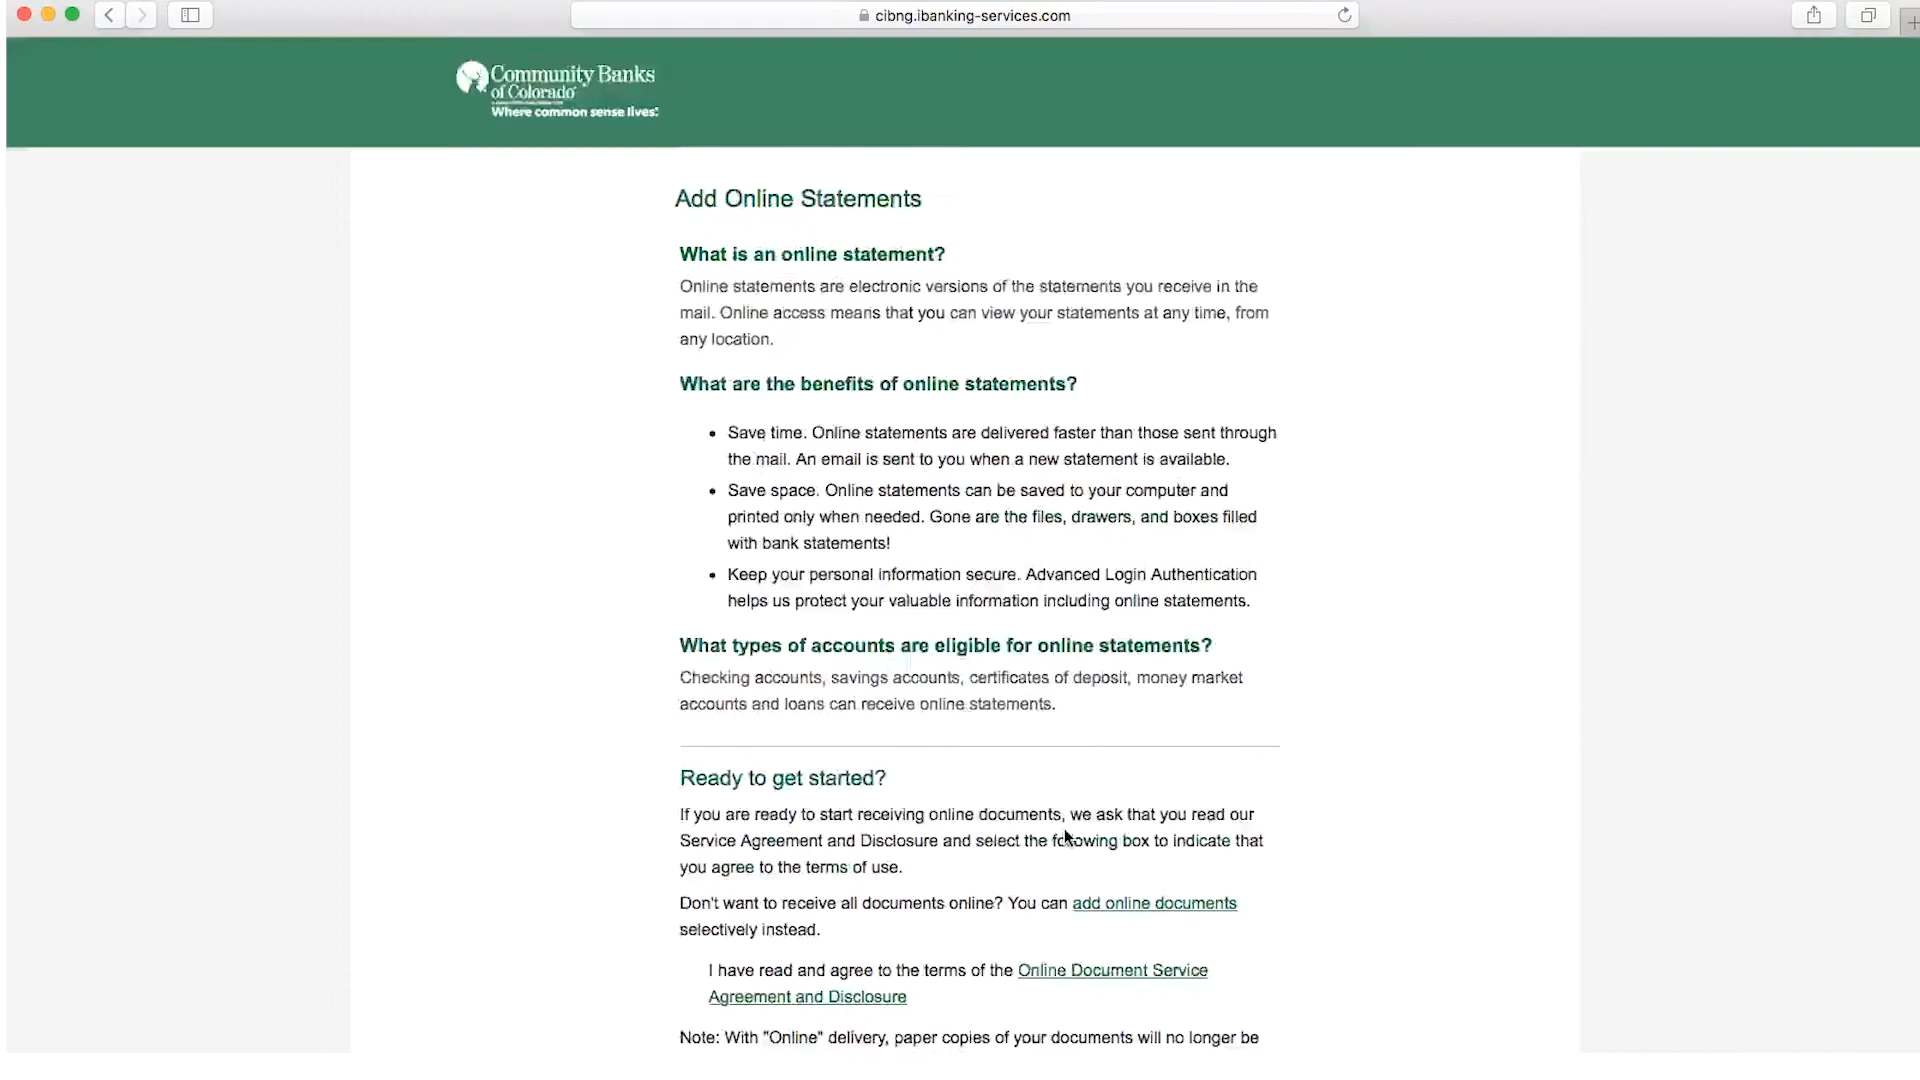 cibng.ibanking-services.com
Community Banks
of Colorado
Where common sense lives.
Add Online Statements
What is an online statement?
Online statements are electronic versions of the statements you receive in the
mail. Online access means that you can view your statements at any time, from
any location.
What are the benefits of online statements?
• Save time. Online statements are delivered faster than those sent through
the mail. An email is sent to you when a new statement is available.
• Save space. Online statements can be saved to your computer and
printed only when needed. Gone are the files, drawers, and boxes filled
with bank statements!
• Keep your personal information secure. Advanced Login Authentication
helps us protect your valuable information including online statements.
What types of accounts are eligible for online statements?
Checking accounts, savings accounts, certificates of deposit, money market
accounts and loans can receive online statements.
Ready to get started?
If you are ready to start receiving online documents, we ask that you read our
Service Agreement and Disclosure and select the following box to indicate that
you agree to the terms of use.
Don't want to receive all documents online? You can add online documents
selectively instead.
I have read and agree to the terms of the Online Document Service
Agreement and Disclosure
Note: With "Online" delivery, paper copies of your documents will no longer be